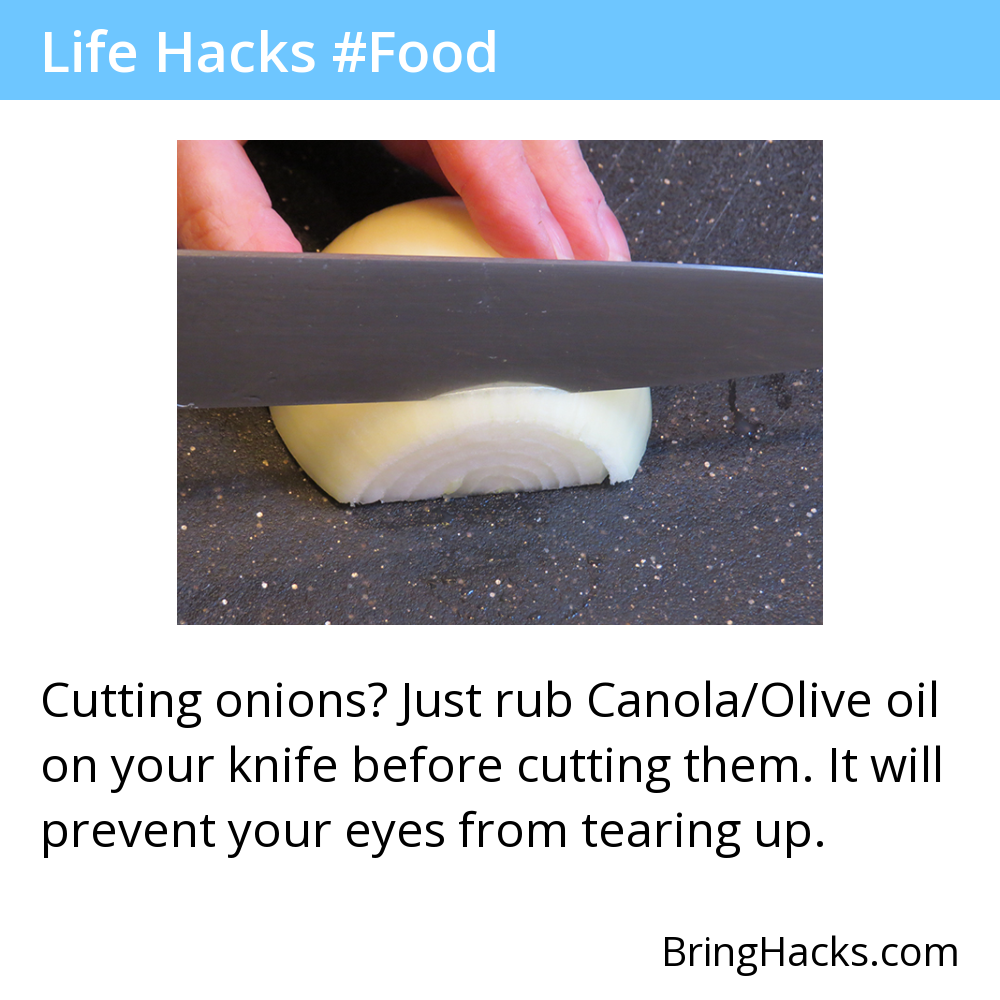 Life Hacks #Food
Cutting onions? Just rub Canola/Olive oil
on your knife before cutting them. It will
prevent your eyes from tearing up.
BringHacks.com